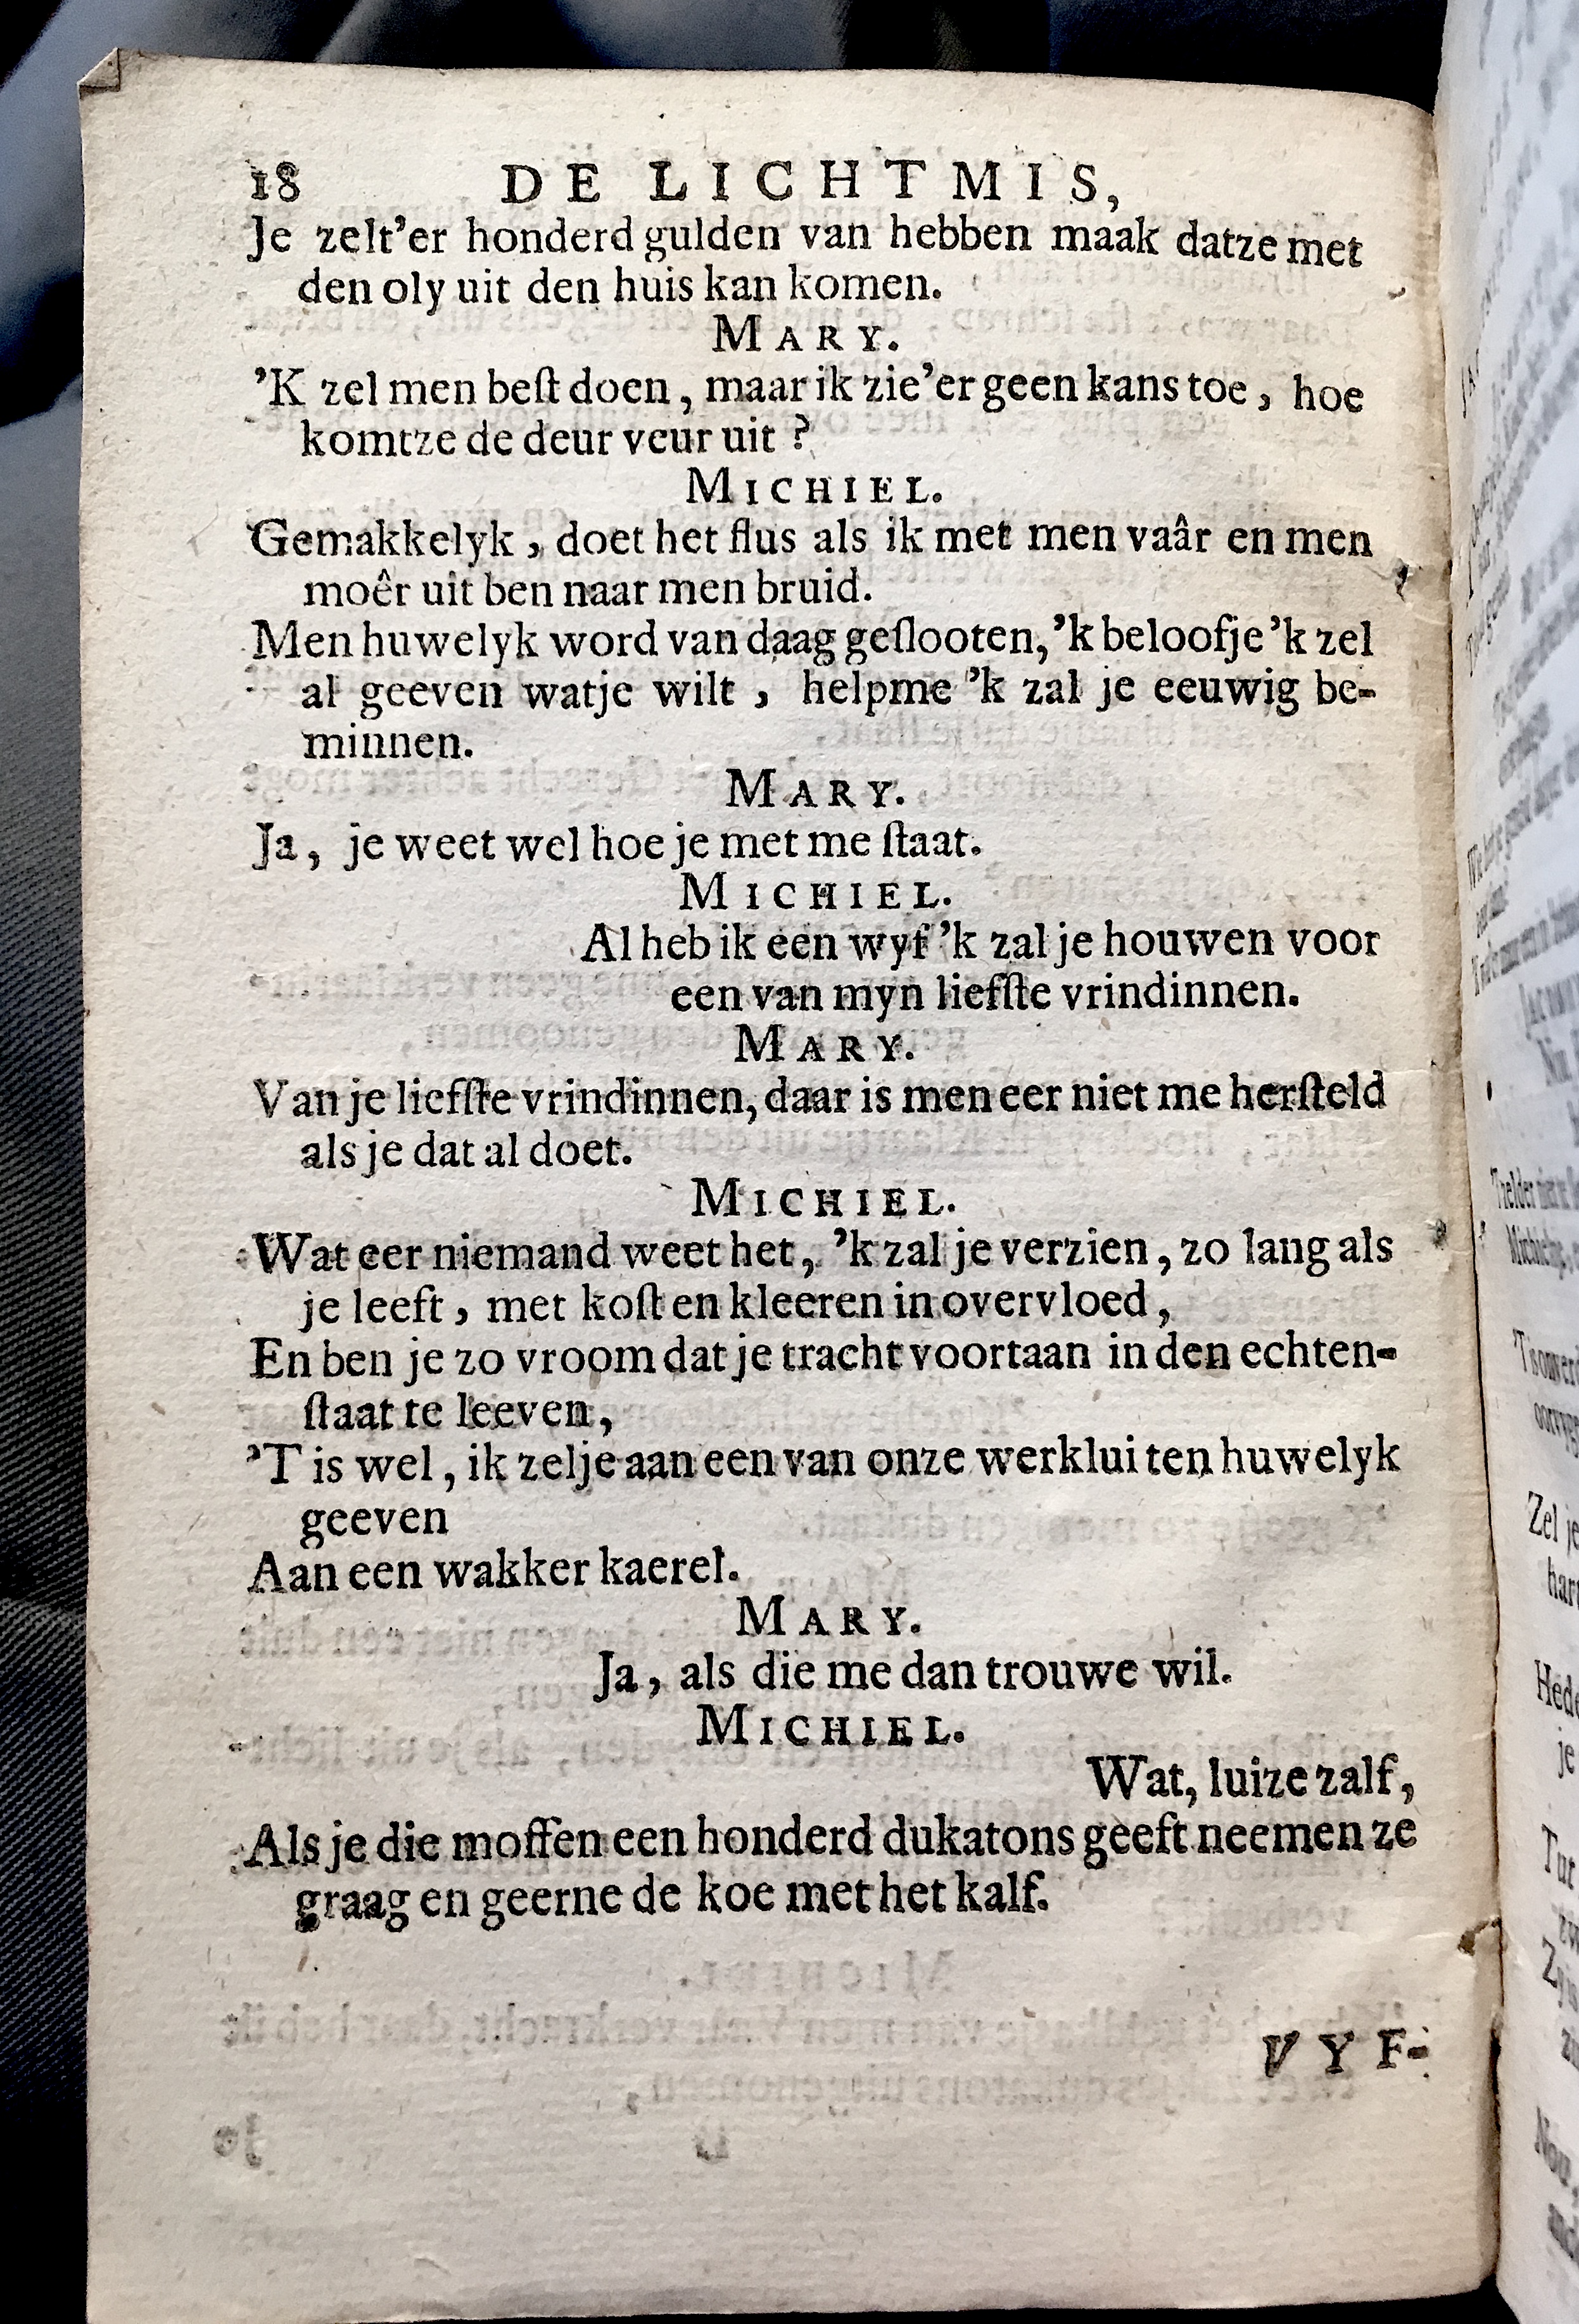 18 DE LICHTMIS,
Je zelt'er honderd gulden van hebben maak datze met
den oly uit den huis kan komen.
MARY.
'K zel men beſt doen, maar ik zie'er geen kans toe, hoe
komtze de deur veur uit ?
MICHIEL.
Gemakkelyk, doet het flus als ik met men vaâr en men
moêr uit ben naar men bruid.
Men huwelyk word van daag geſlooten, 'k beloofje 'k zel
al geeven watje wilt, helpme 'k zal je eeuwig be-
minnen.
MARY.
Ja, je weet wel hoe je met me ſtaat.
MICHIEL.
Al heb ik een wyf 'k zal je houwen voor
een van myn liefſte vrindinnen.
MARY.
Van je liefſte vrindinnen, daar is men eer niet me herſteld
als je dat al doet.
MICHIEL.
Wat eer niemand weet het, 'k zal je verzien, zo lang als
je leeft, met koſt en kleeren in overvloed,
En ben je zo vroom dat je tracht voortaan in den echten-
ſtaat te leeven,
'T is wel, ik zelje aan een van onze werklui ten huwelyk
geeven
Aan een wakker kaerel.
MARY.
Ja, als die me dan trouwe wil.
MICHIEL.
Wat, luize zalf,
Als je die moffen een honderd dukatons geeft neemen ze
graag en geerne de koe met het kalf.
VYF-